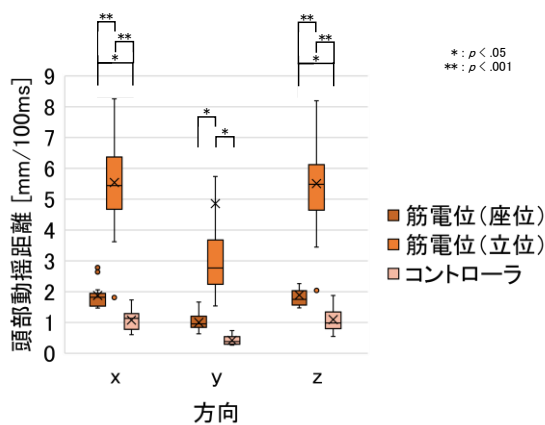 ** ** *
* *
** ** *
*: p < .05
**: p < .001
頭部動揺距離 [mm/100ms]
9
8
7
6
5
4
3
2
1
0
x y z
方向
筋電位(座位)
筋電位(立位)
コントローラ